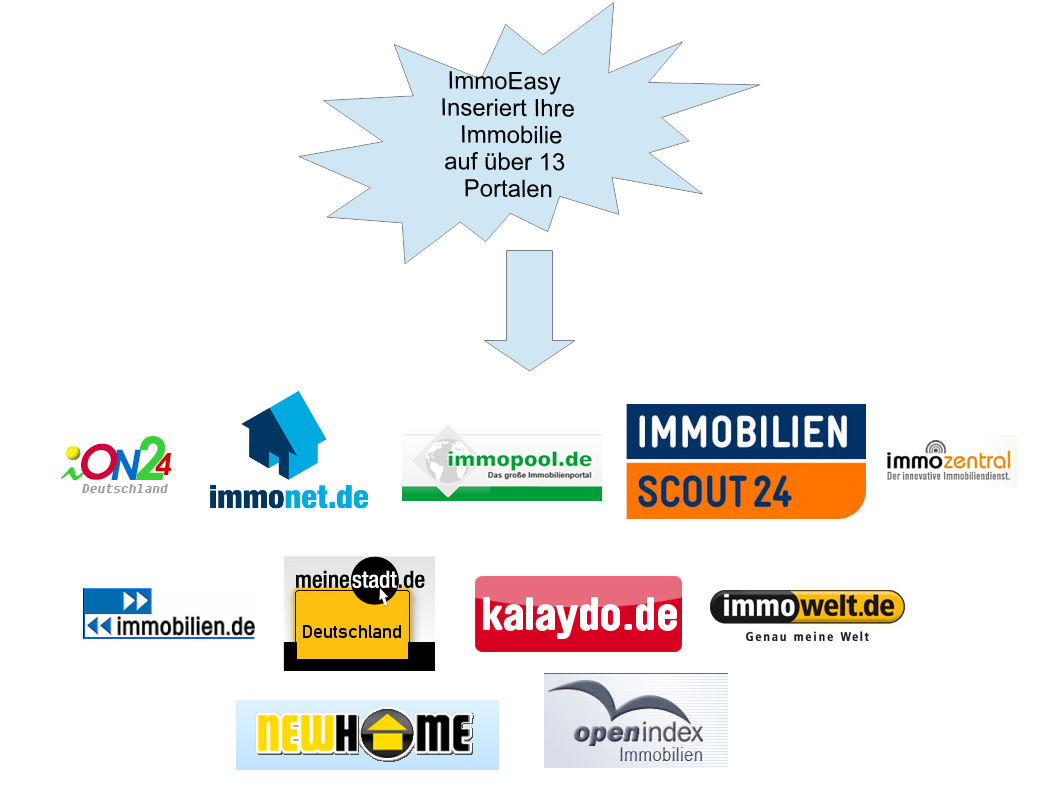 ImmoEasy
Inseriert Ihre
Immobilie
auf über 13
Portalen
iON24
Deutschland
immonet.de
immopool.de
Das große Immobilienportal
IMMOBILIEN
SCOUT 24
immozentral
Der innovative Immobiliendienst.
immobilien.de
meinestadt.de
Deutschland
kalaydo.de
immowelt.de
Genau meine Welt
NEWHOME
openindex
Immobilien